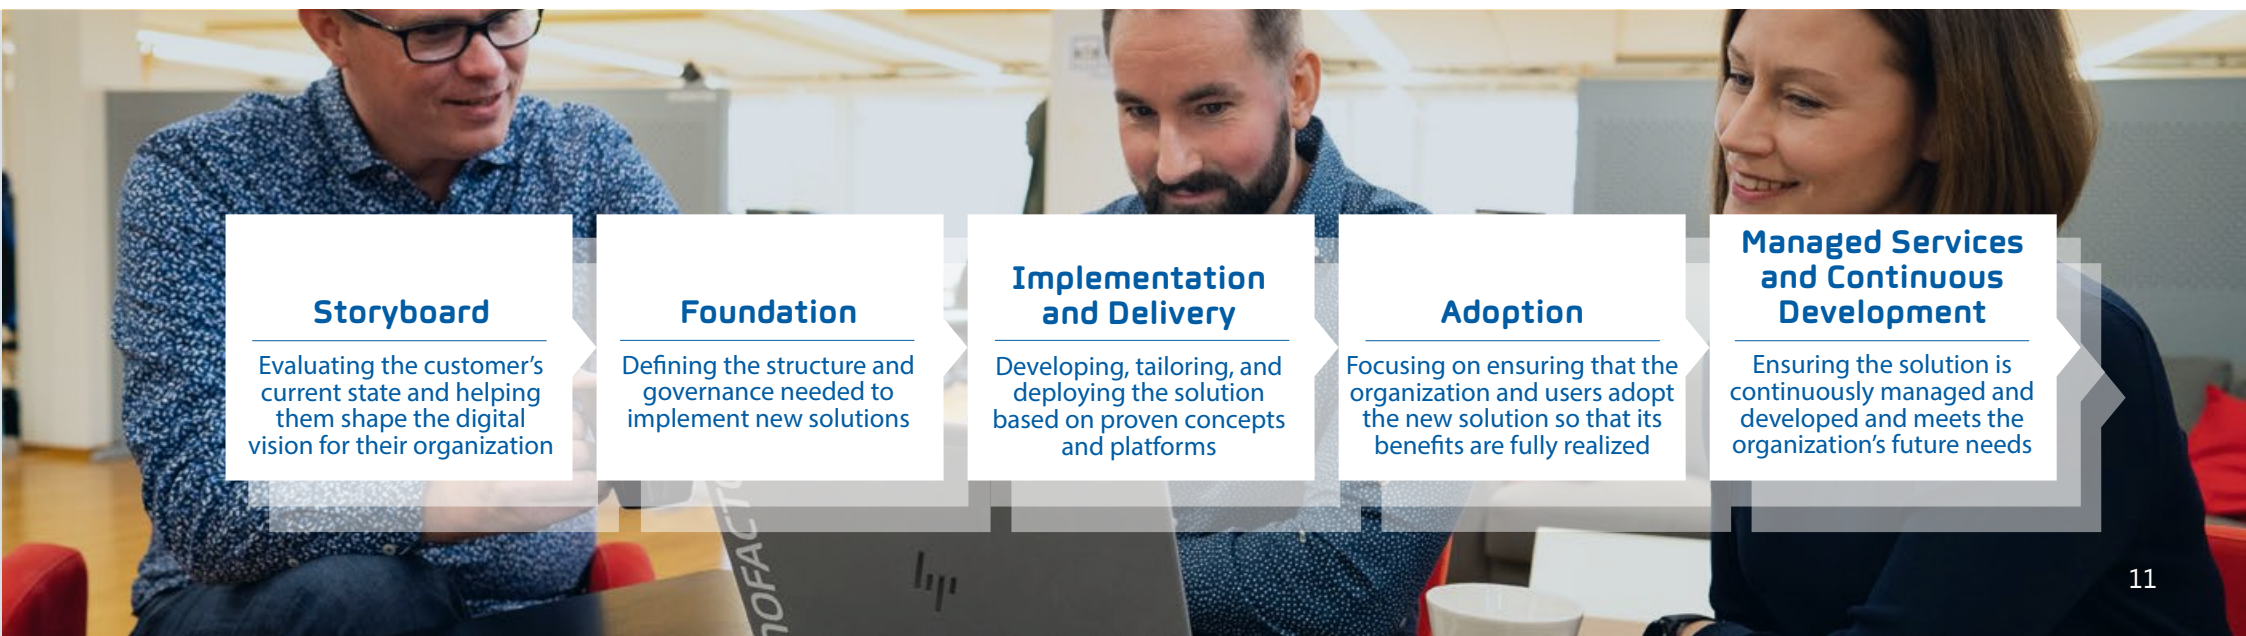 Storyboard
Evaluating the customer's
current state and helping
them shape the digital
vision for their organization
Foundation
Defining the structure and
governance needed to
implement new solutions
Implementation
and Delivery
Developing, tailoring, and
deploying the solution
based on proven concepts
and platforms
Adoption
Focusing on ensuring that the
organization and users adopt
the new solution so that its
benefits are fully realized
Managed Services
and Continuous
Development
Ensuring the solution is
continuously managed and
developed and meets the
organization's future needs
NOFACTO
hp
11